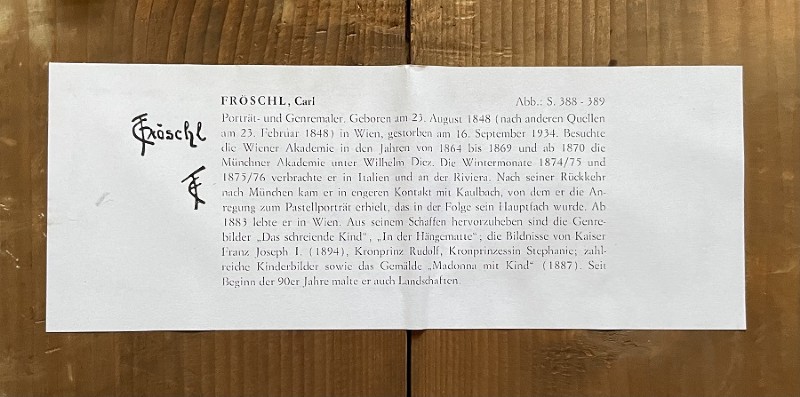 FRÖSCHL, Carl Abb.: S. 388 - 389
Porträt- und Genremaler. Geboren am 23. August 1848 (nach anderen Quellen
Fröschl
am 23. Februar 1848) in Wien, gestorben am 16. September 1934. Besuchte
die Wiener Akademie in den Jahren von 1864 bis 1869 und ab 1870 die
Münchner Akademie unter Wilhelm Diez. Die Wintermonate 1874/75 und
1875/76 verbrachte er in Italien und an der Riviera. Nach seiner Rückkehr
nach München kam er in engeren Kontakt mit Kaulbach, von dem er die An-
regung zum Pastellporträt erhielt, das in der Folge sein Hauptfach wurde. Ab
1883 lebte er in Wien. Aus seinem Schaffen hervorzuheben sind die Genre-
bilder „Das schreiende Kind“, „In der Hängematte“; die Bildnisse von Kaiser
Franz Joseph I. (1894), Kronprinz Rudolf, Kronprinzessin Stephanie; zahl-
reiche Kinderbilder sowie das Gemälde „Madonna mit Kind“ (1887). Seit
Beginn der 90er Jahre malte er auch Landschaften.